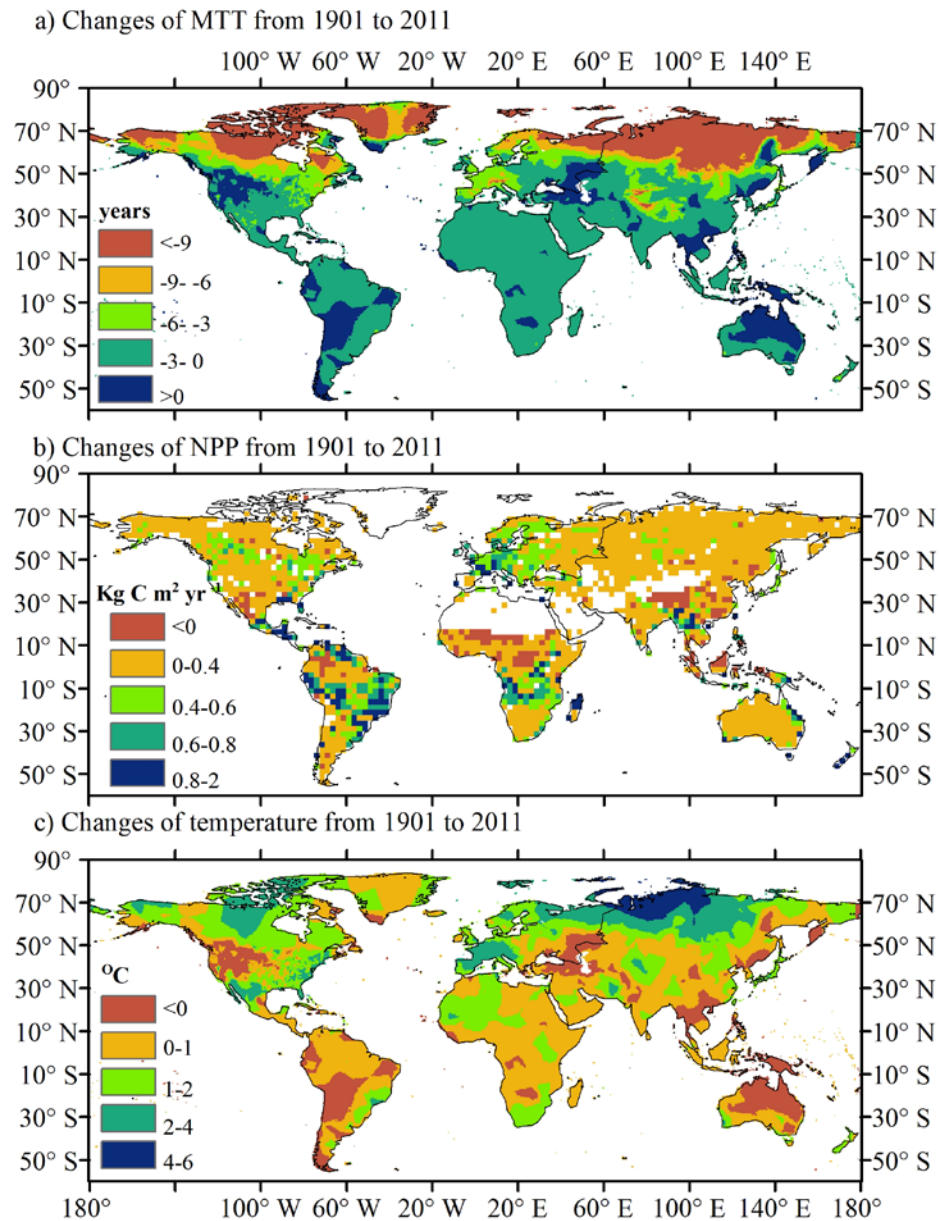 a) Changes of MTT from 1901 to 2011
100° W 60° W 20° W 20° E 60° E 100° E 140° E
90°
70° N 70° N
50° N 50° N
30° N 30° N
10° N 10° N
10° S 10° S
30° S 30° S
50° S 50° S
180° 180°
years
<-9
-9- -6
-6- -3
-3- 0
>0
b) Changes of NPP from 1901 to 2011
90°
70° N 70° N
50° N 50° N
30° N 30° N
10° N 10° N
10° S 10° S
30° S 30° S
50° S 50° S
Kg C m² yr⁻¹
<0
0-0.4
0.4-0.6
0.6-0.8
0.8-2
c) Changes of temperature from 1901 to 2011
90°
70° N 70° N
50° N 50° N
30° N 30° N
10° N 10° N
10° S 10° S
30° S 30° S
50° S 50° S
°C
<0
0-1
1-2
2-4
4-6
180° 100° W 60° W 20° W 20° E 60° E 100° E 140° E 180°